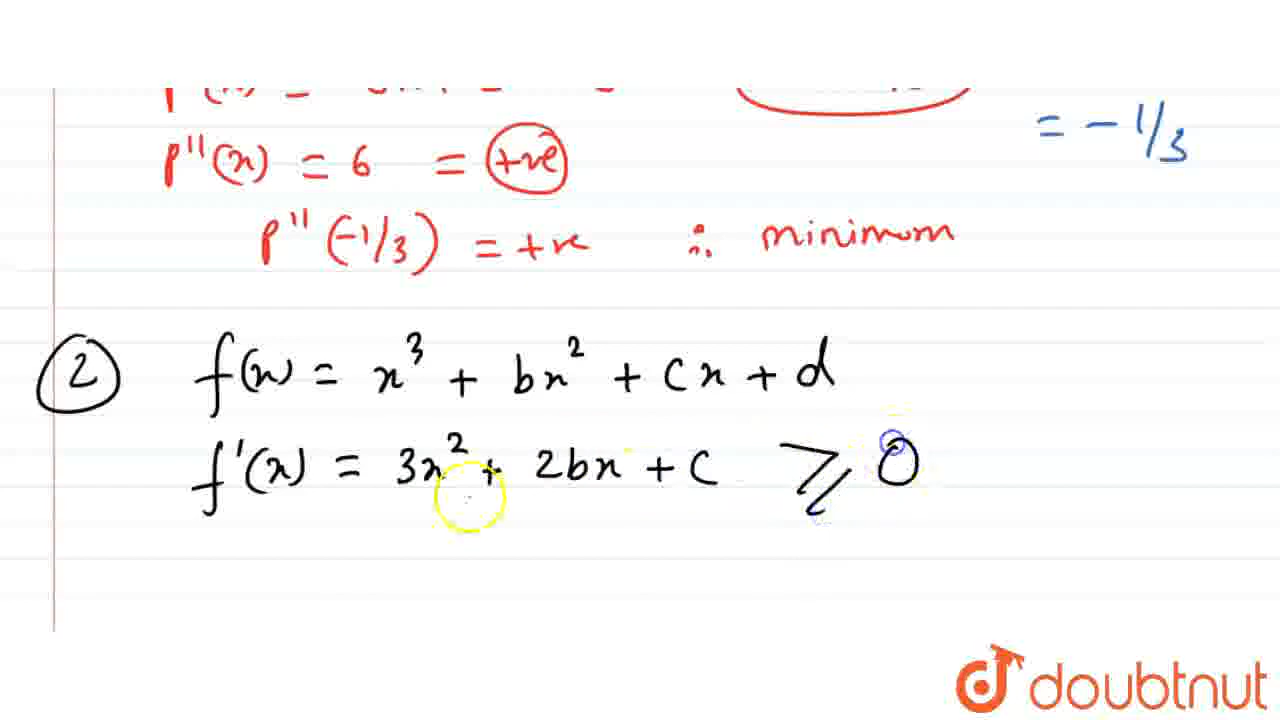 = - 1/3
p''(x) = 6 = +ve
p''(-1/3) = +ve ∴ minimum
2 f(x) = x³ + bx² + cx + d
f'(x) = 3x² + 2bx + c ⩾ 0
doubtnut